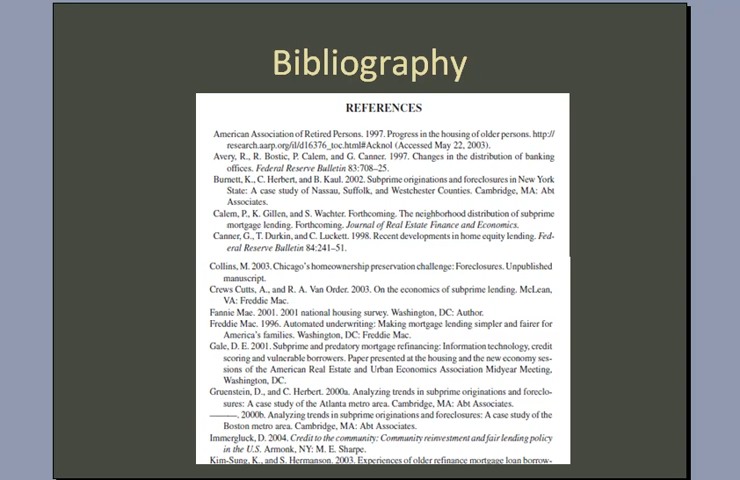 Bibliography
REFERENCES
American Association of Retired Persons. 1997. Progress in the housing of older persons. http://
research.aarp.org/il/d16376_toc.html#Acknol (Accessed May 22, 2003).
Avery, R., R. Bostic, P. Calem, and G. Canner. 1997. Changes in the distribution of banking
offices. Federal Reserve Bulletin 83:708–25.
Burnett, K., C. Herbert, and B. Kaul. 2002. Subprime originations and foreclosures in New York
State: A case study of Nassau, Suffolk, and Westchester Counties. Cambridge, MA: Abt
Associates.
Calem, P., K. Gillen, and S. Wachter. Forthcoming. The neighborhood distribution of subprime
mortgage lending. Forthcoming. Journal of Real Estate Finance and Economics.
Canner, G., T. Durkin, and C. Luckett. 1998. Recent developments in home equity lending. Fed-
eral Reserve Bulletin 84:241–51.
Collins, M. 2003. Chicago's homeownership preservation challenge: Foreclosures. Unpublished
manuscript.
Crews Cutts, A., and R. A. Van Order. 2003. On the economics of subprime lending. McLean,
VA: Freddie Mac.
Fannie Mae. 2001. 2001 national housing survey. Washington, DC: Author.
Freddie Mac. 1996. Automated underwriting: Making mortgage lending simpler and fairer for
America's families. Washington, DC: Freddie Mac.
Gale, D. E. 2001. Subprime and predatory mortgage refinancing: Information technology, credit
scoring and vulnerable borrowers. Paper presented at the housing and the new economy ses-
sions of the American Real Estate and Urban Economics Association Midyear Meeting,
Washington, DC.
Gruenstein, D., and C. Herbert. 2000a. Analyzing trends in subprime originations and foreclo-
sures: A case study of the Atlanta metro area. Cambridge, MA: Abt Associates.
———. 2000b. Analyzing trends in subprime originations and foreclosures: A case study of the
Boston metro area. Cambridge, MA: Abt Associates.
Immergluck, D. 2004. Credit to the community: Community reinvestment and fair lending policy
in the U.S. Armonk, NY: M. E. Sharpe.
Kim-Sung, K., and S. Hermanson. 2003. Experiences of older refinance mortgage loan borrow-